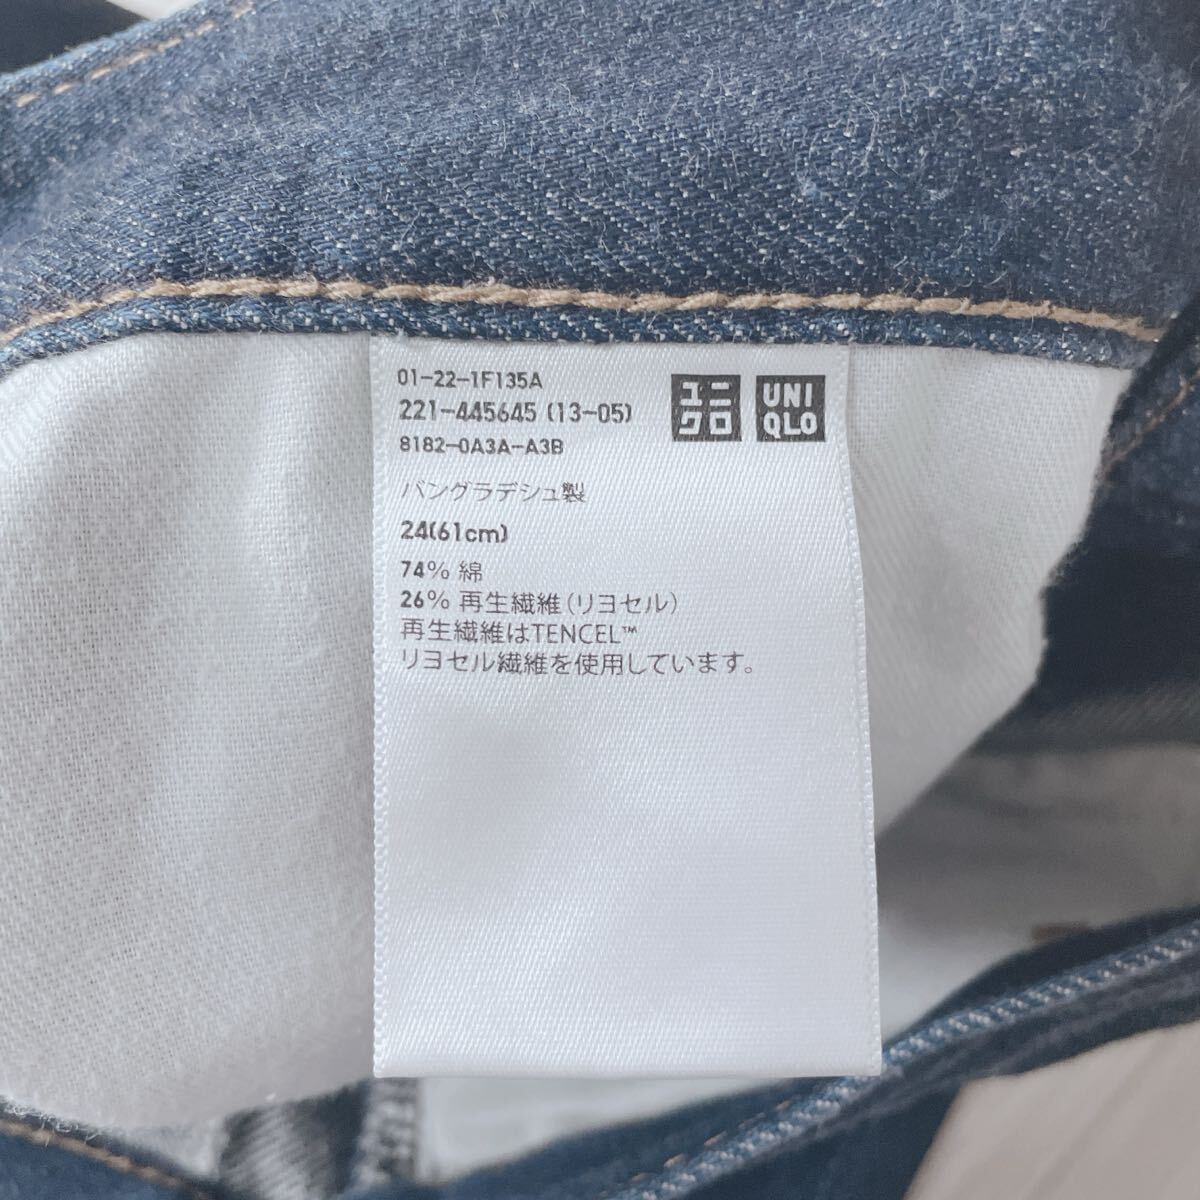 01-22-1F135A
221-445645 (13-05)
8182-0A3A-A3B
ユニ
クロ
UNI
QLO
バングラデシュ製
24(61cm)
74% 綿
26% 再生繊維(リヨセル)
再生繊維はTENCEL™
リヨセル繊維を使用しています。